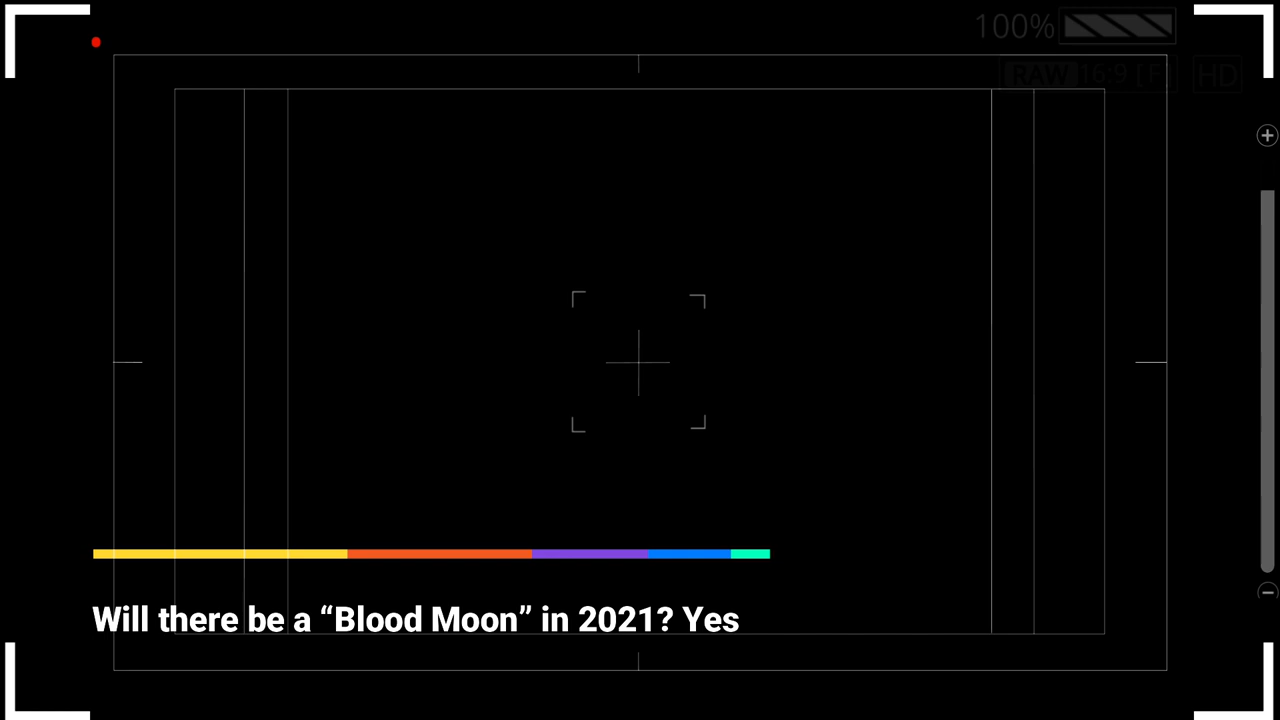 100%
RAW 16:9 [F] HD
Will there be a “Blood Moon” in 2021? Yes